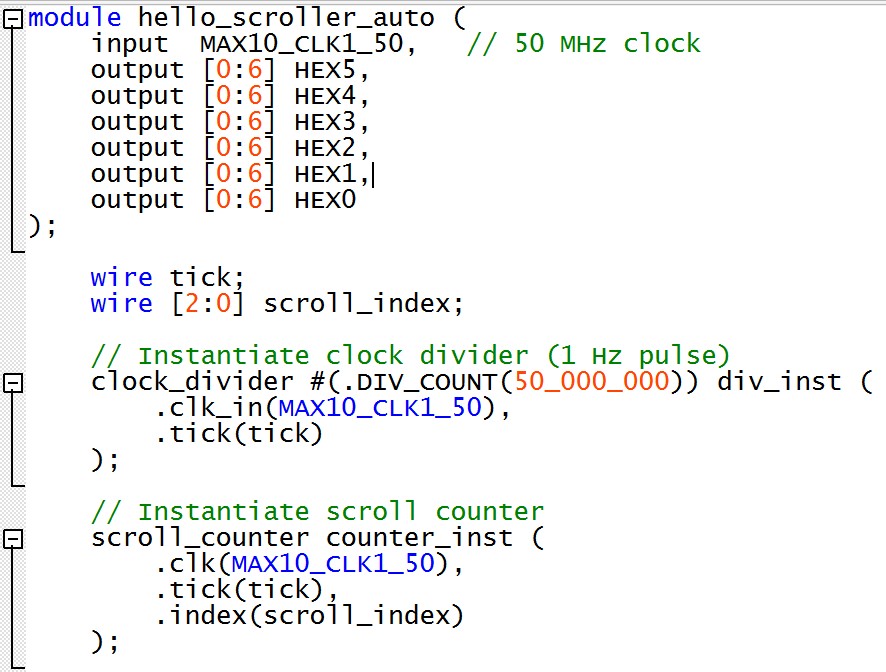 module hello_scroller_auto (
    input  MAX10_CLK1_50,   // 50 MHz clock
    output [0:6] HEX5,
    output [0:6] HEX4,
    output [0:6] HEX3,
    output [0:6] HEX2,
    output [0:6] HEX1,
    output [0:6] HEX0
);
    wire tick;
    wire [2:0] scroll_index;
    // Instantiate clock divider (1 Hz pulse)
    clock_divider #(.DIV_COUNT(50_000_000)) div_inst (
        .clk_in(MAX10_CLK1_50),
        .tick(tick)
    );
    // Instantiate scroll counter
    scroll_counter counter_inst (
        .clk(MAX10_CLK1_50),
        .tick(tick),
        .index(scroll_index)
    );